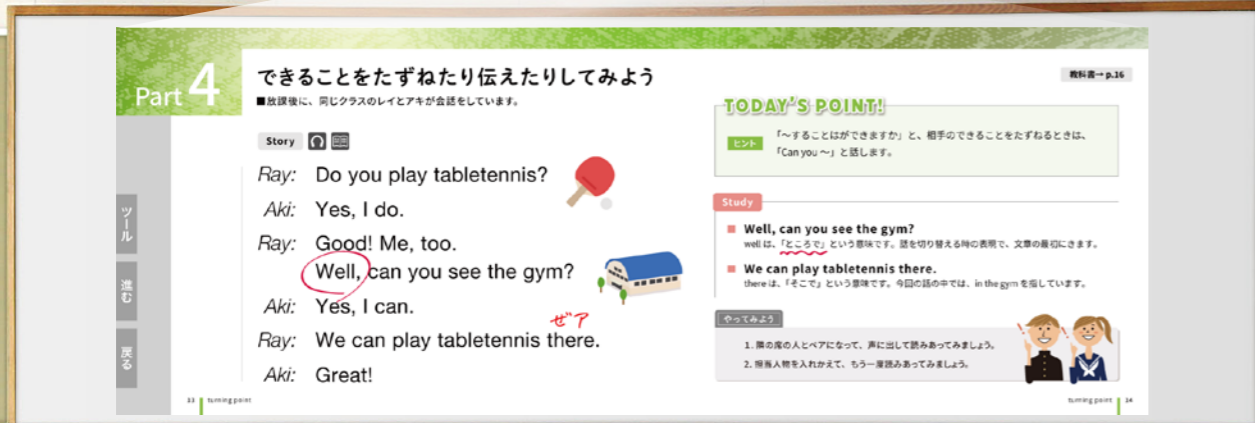 Part 4
できることをたずねたり伝えたりしてみよう
■放課後に、同じクラスのレイとアキが会話をしています。
教科書→ p.16
Story
Ray: Do you play tabletennis?
Aki: Yes, I do.
Ray: Good! Me, too.
Well, can you see the gym?
Aki: Yes, I can.
ぜア
Ray: We can play tabletennis there.
Aki: Great!
ツール
進む
戻る
33 turning point
TODAY'S POINT!
ヒント
「〜することはができますか」と、相手のできることをたずねるときは、
「Can you 〜」と話します。
Study
■ Well, can you see the gym?
well は、「ところで」という意味です。話を切り替える時の表現で、文章の最初にきます。
■ We can play tabletennis there.
there は、「そこで」という意味です。今回の話の中では、in the gym を指しています。
やってみよう
1. 隣の席の人とペアになって、声に出して読みあってみましょう。
2. 担当人物を入れかえて、もう一度読みあってみましょう。
turning point 34